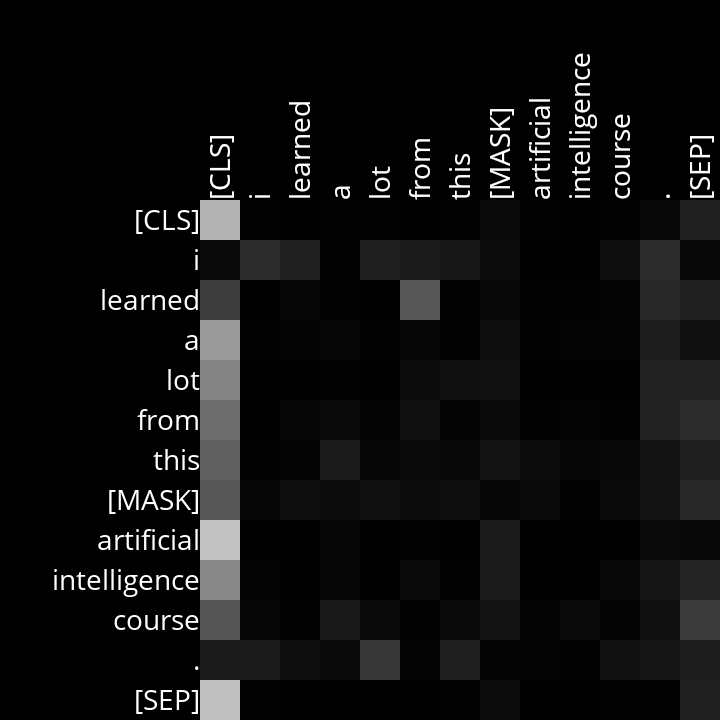 [CLS]
i
learned
a
lot
from
this
[MASK]
artificial
intelligence
course
.
[SEP]
[CLS]
i
learned
a
lot
from
this
[MASK]
artificial
intelligence
course
.
[SEP]